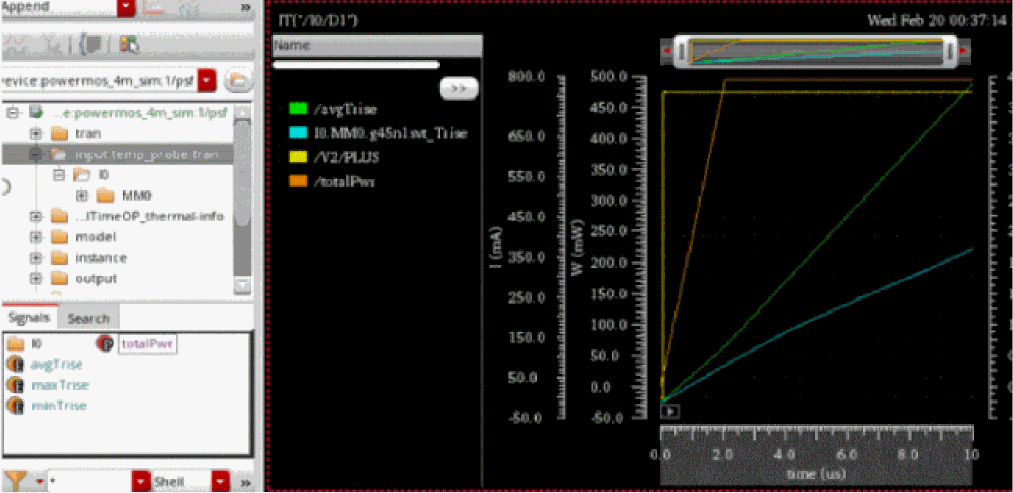 Append
»
evice:powermos_4m_sim:1/psf
...e:powermos_4m_sim:1/psf
tran
input.temp_probe.tran
I0
MM0
...ITimeOP_thermal-info
model
instance
output
Signals
Search
I0
totalPwr
avgTrise
maxTrise
minTrise
*
Shell
»
IT("/I0/D1")
Wed Feb 20 00:37:14
Name
>>
/avgTrise
I0.MM0.g45n1svt_Trise
/V2/PLUS
/totalPwr
I (mA)
800.0
650.0
550.0
450.0
350.0
250.0
150.0
50.0
-50.0
W (mW)
500.0
450.0
400.0
350.0
300.0
250.0
200.0
150.0
100.0
50.0
0.0
-50.0
0.0 2.0 4.0 6.0 8.0 10
time (us)